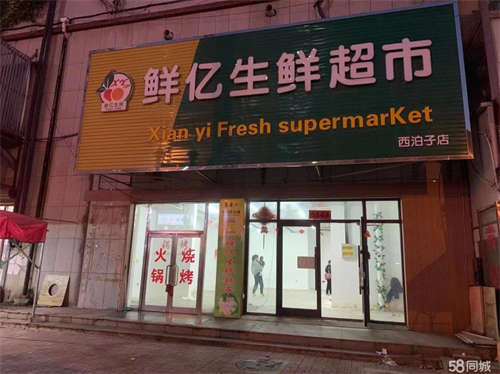 鲜亿生鲜超市
Xian yi Fresh supermarKet
西泊子店
火 烧
锅 烤
58同城